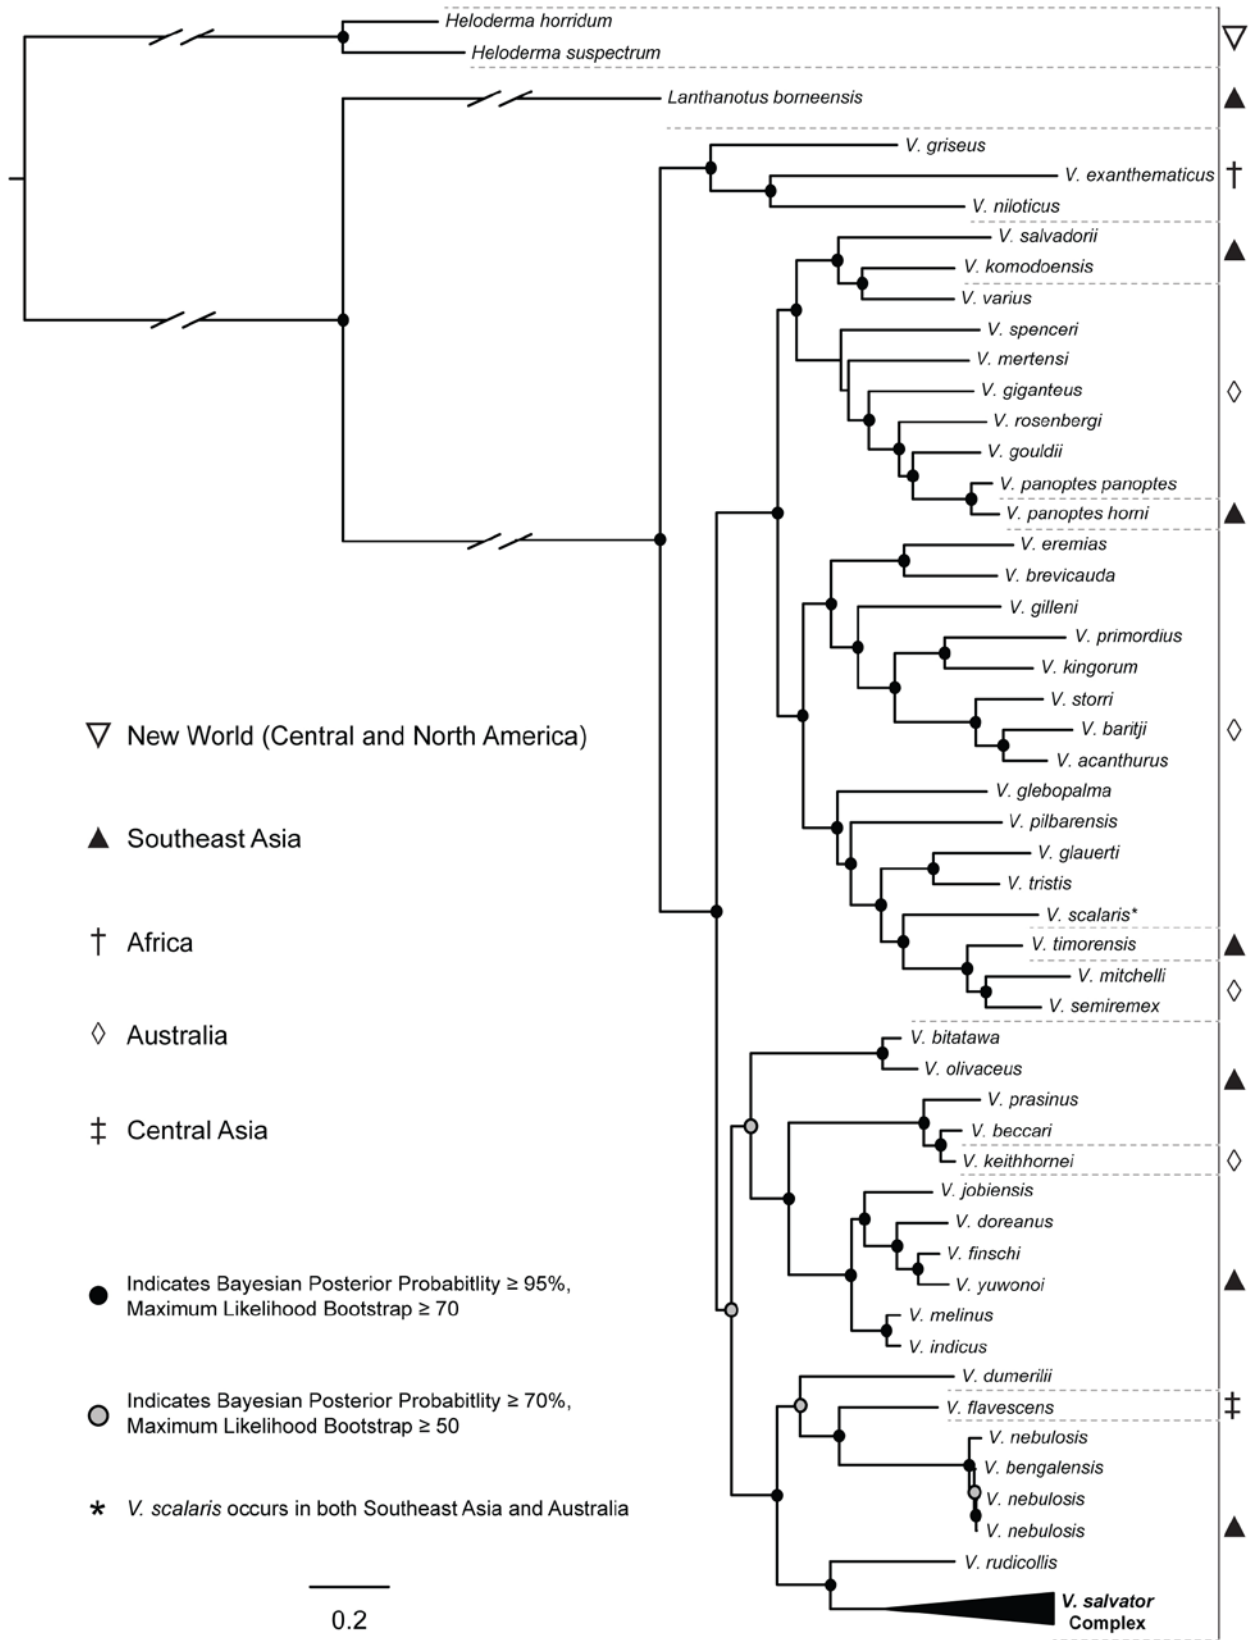 Heloderma horridum
Heloderma suspectrum
Lanthanotus borneensis
V. griseus
V. exanthematicus
†
V. niloticus
V. salvadorii
V. komodoensis
V. varius
V. spenceri
V. mertensi
V. giganteus
V. rosenbergi
V. gouldii
V. panoptes panoptes
V. panoptes horni
V. eremias
V. brevicauda
V. gilleni
V. primordius
V. kingorum
V. storri
V. baritji
V. acanthurus
V. glebopalma
V. pilbarensis
V. glauerti
V. tristis
V. scalaris*
V. timorensis
V. mitchelli
V. semiremex
V. bitatawa
V. olivaceus
V. prasinus
V. beccari
V. keithhornei
V. jobiensis
V. doreanus
V. finschi
V. yuwonoi
V. melinus
V. indicus
V. dumerilii
V. flavescens
‡
V. nebulosis
V. bengalensis
V. nebulosis
V. nebulosis
V. rudicollis
V. salvator
Complex
New World (Central and North America)
Southeast Asia
† Africa
Australia
‡ Central Asia
Indicates Bayesian Posterior Probabitlity ≥ 95%,
Maximum Likelihood Bootstrap ≥ 70
Indicates Bayesian Posterior Probabitlity ≥ 70%,
Maximum Likelihood Bootstrap ≥ 50
* V. scalaris occurs in both Southeast Asia and Australia
0.2